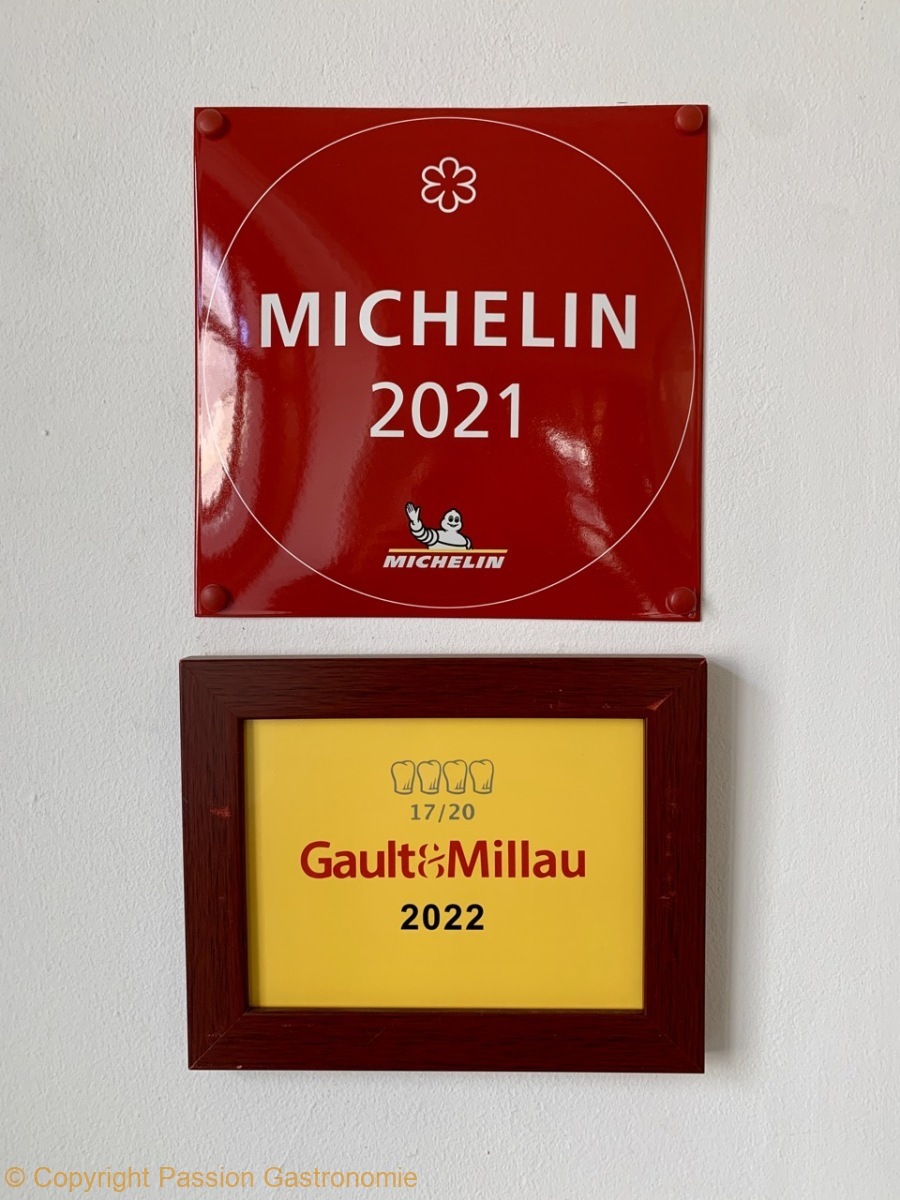 MICHELIN
2021
MICHELIN
17/20
Gault&Millau
2022
© Copyright Passion Gastronomie